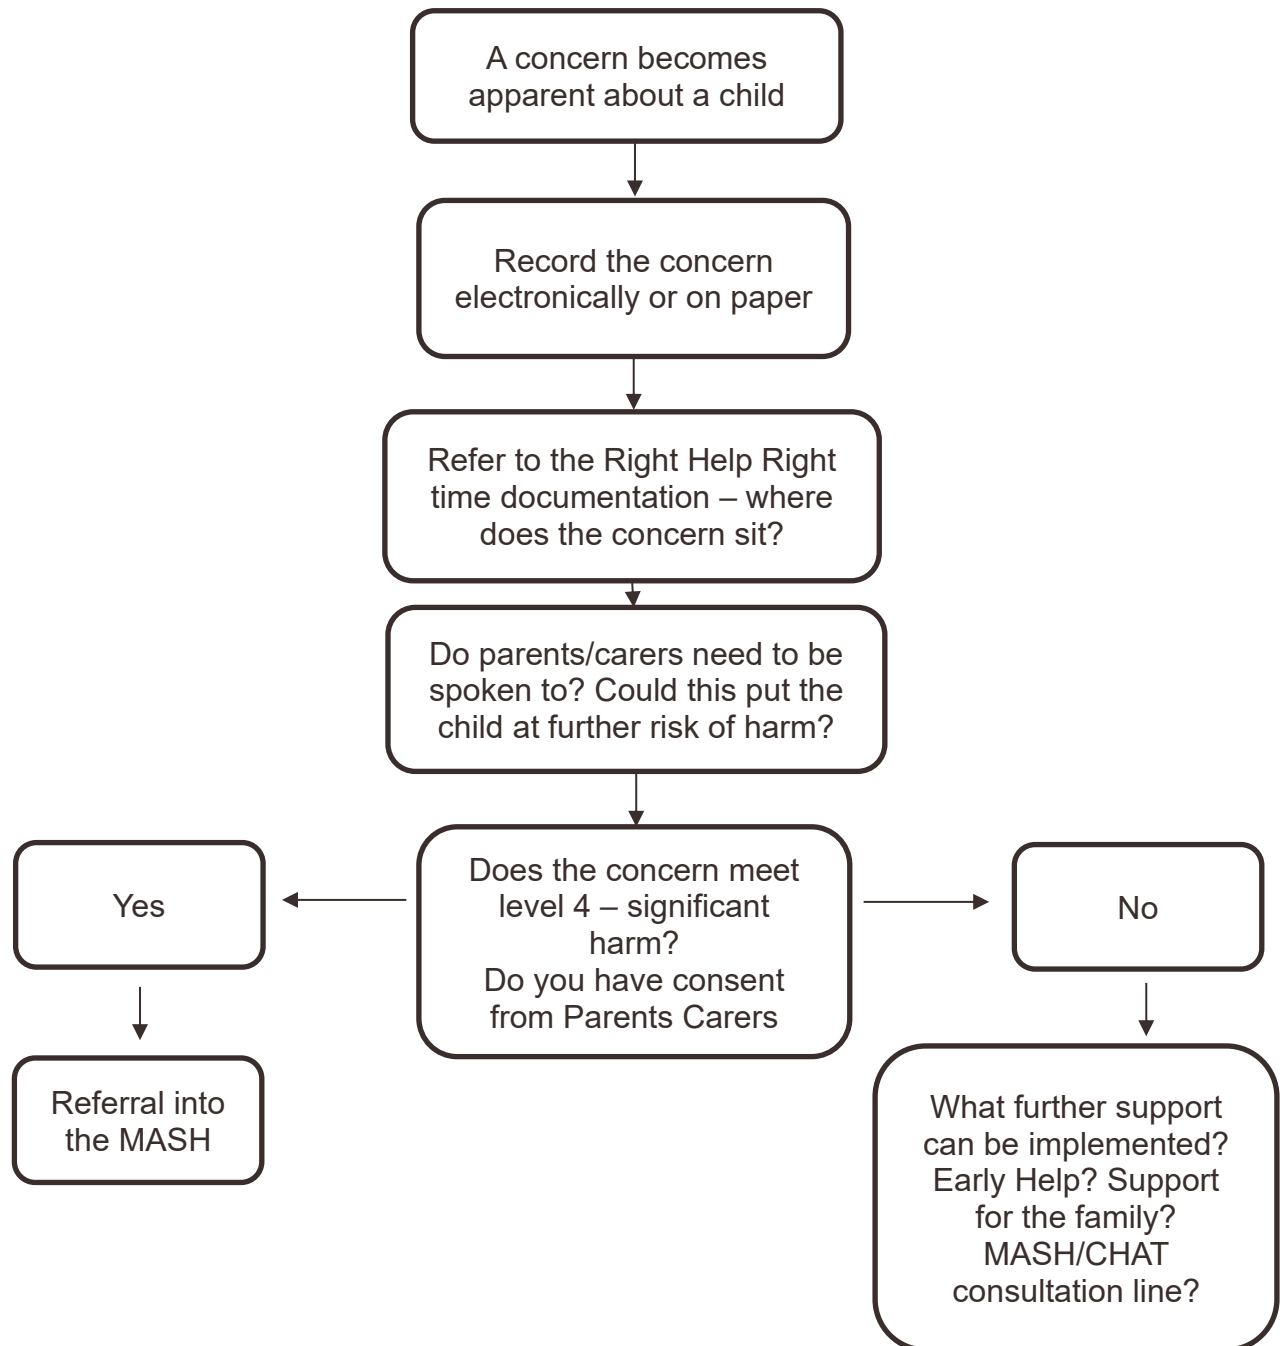 A concern becomes
apparent about a child
Record the concern
electronically or on paper
Refer to the Right Help Right
time documentation – where
does the concern sit?
Do parents/carers need to be
spoken to? Could this put the
child at further risk of harm?
Does the concern meet
level 4 – significant
harm?
Do you have consent
from Parents Carers
Yes
Referral into
the MASH
No
What further support
can be implemented?
Early Help? Support
for the family?
MASH/CHAT
consultation line?